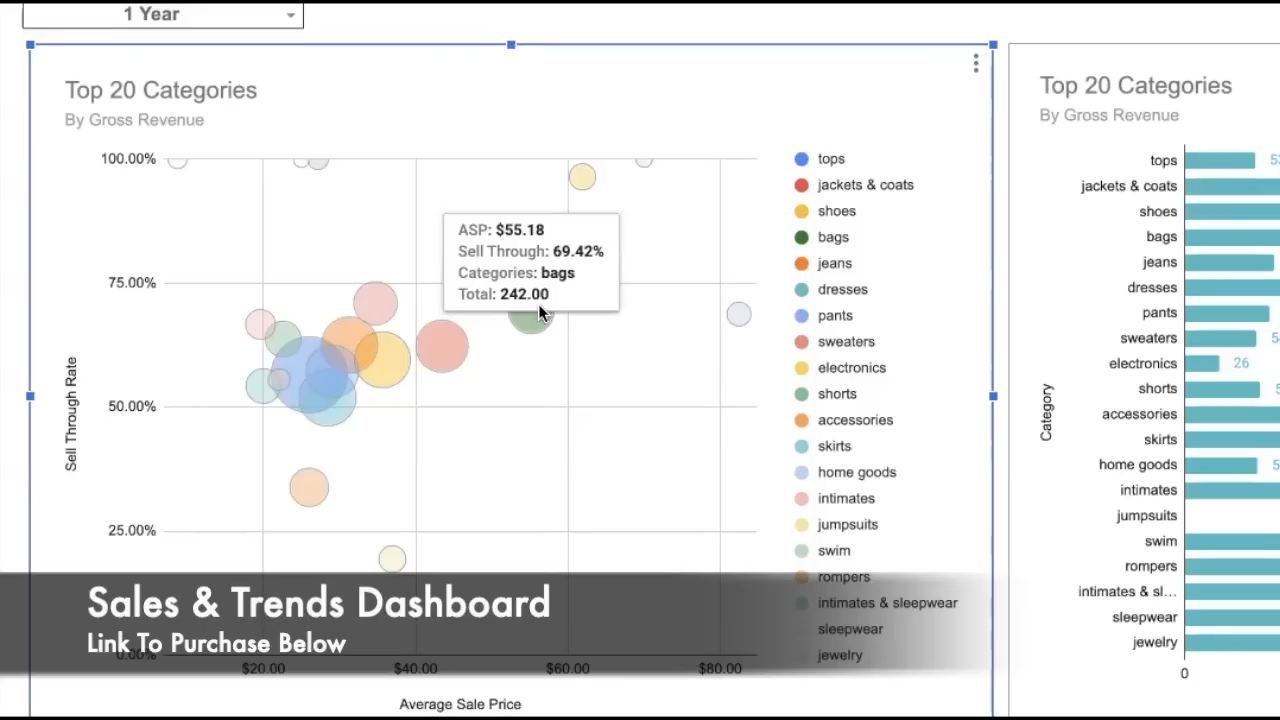 1 Year
Top 20 Categories
By Gross Revenue
100.00%
75.00%
50.00%
25.00%
0.00%
Sell Through Rate
$20.00
$40.00
$60.00
$80.00
Average Sale Price
ASP: $55.18
Sell Through: 69.42%
Categories: bags
Total: 242.00
tops
jackets & coats
shoes
bags
jeans
dresses
pants
sweaters
electronics
shorts
accessories
skirts
home goods
intimates
jumpsuits
swim
rompers
intimates & sleepwear
sleepwear
jewelry
Top 20 Categories
By Gross Revenue
Category
tops
jackets & coats
shoes
bags
jeans
dresses
pants
sweaters
electronics
26
shorts
accessories
skirts
home goods
intimates
jumpsuits
swim
rompers
intimates & sl...
sleepwear
jewelry
0
Sales & Trends Dashboard
Link To Purchase Below